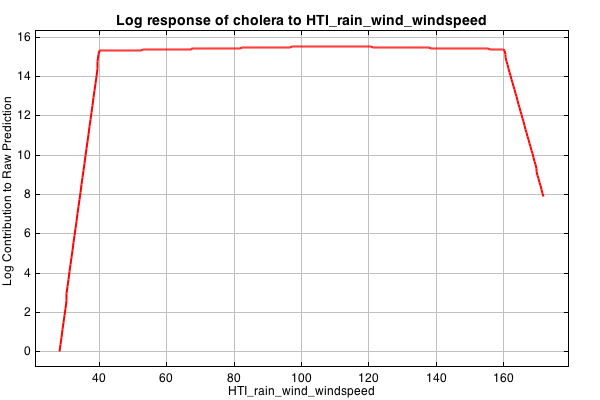 Log response of cholera to HTI_rain_wind_windspeed
Log Contribution to Raw Prediction
16
14
12
10
8
6
4
2
0
40 60 80 100 120 140 160
HTI_rain_wind_windspeed